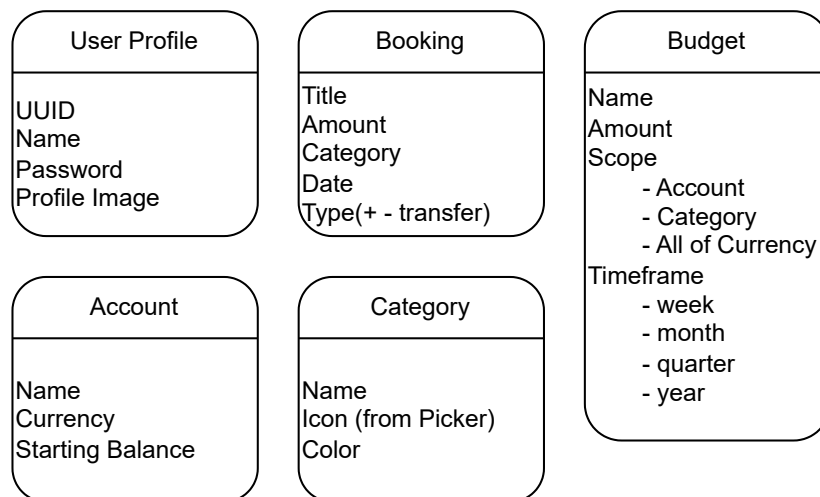 User Profile
UUID
Name
Password
Profile Image
Booking
Title
Amount
Category
Date
Type(+ - transfer)
Budget
Name
Amount
Scope
- Account
- Category
- All of Currency
Timeframe
- week
- month
- quarter
- year
Account
Name
Currency
Starting Balance
Category
Name
Icon (from Picker)
Color